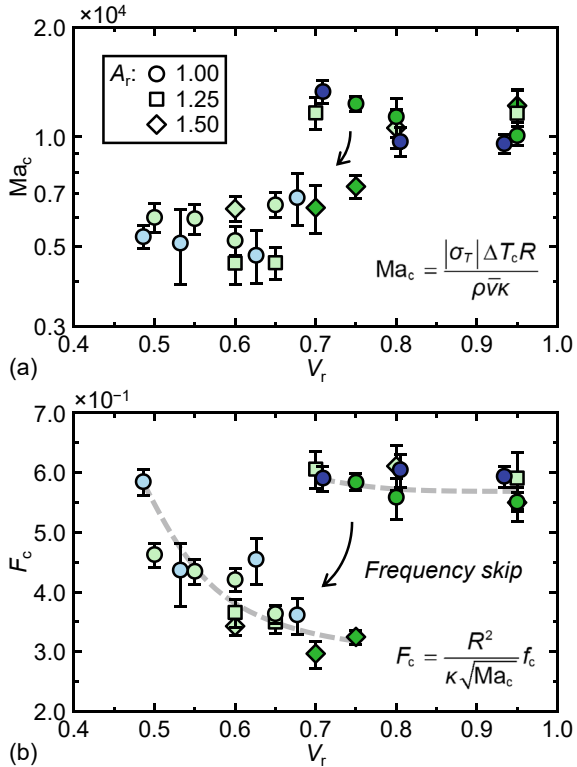 ×10⁴
2.0
1.0
0.7
0.5
0.3
Ma_c
A_r: ○ 1.00
□ 1.25
◇ 1.50
Ma_c = |σ_T| ΔT_c R / ρν̄κ
0.4 0.5 0.6 0.7 0.8 0.9 1.0
(a) V_r
×10⁻¹
7.0
6.0
5.0
4.0
3.0
2.0
F_c
Frequency skip
F_c = R² / κ√Ma_c f_c
0.4 0.5 0.6 0.7 0.8 0.9 1.0
(b) V_r